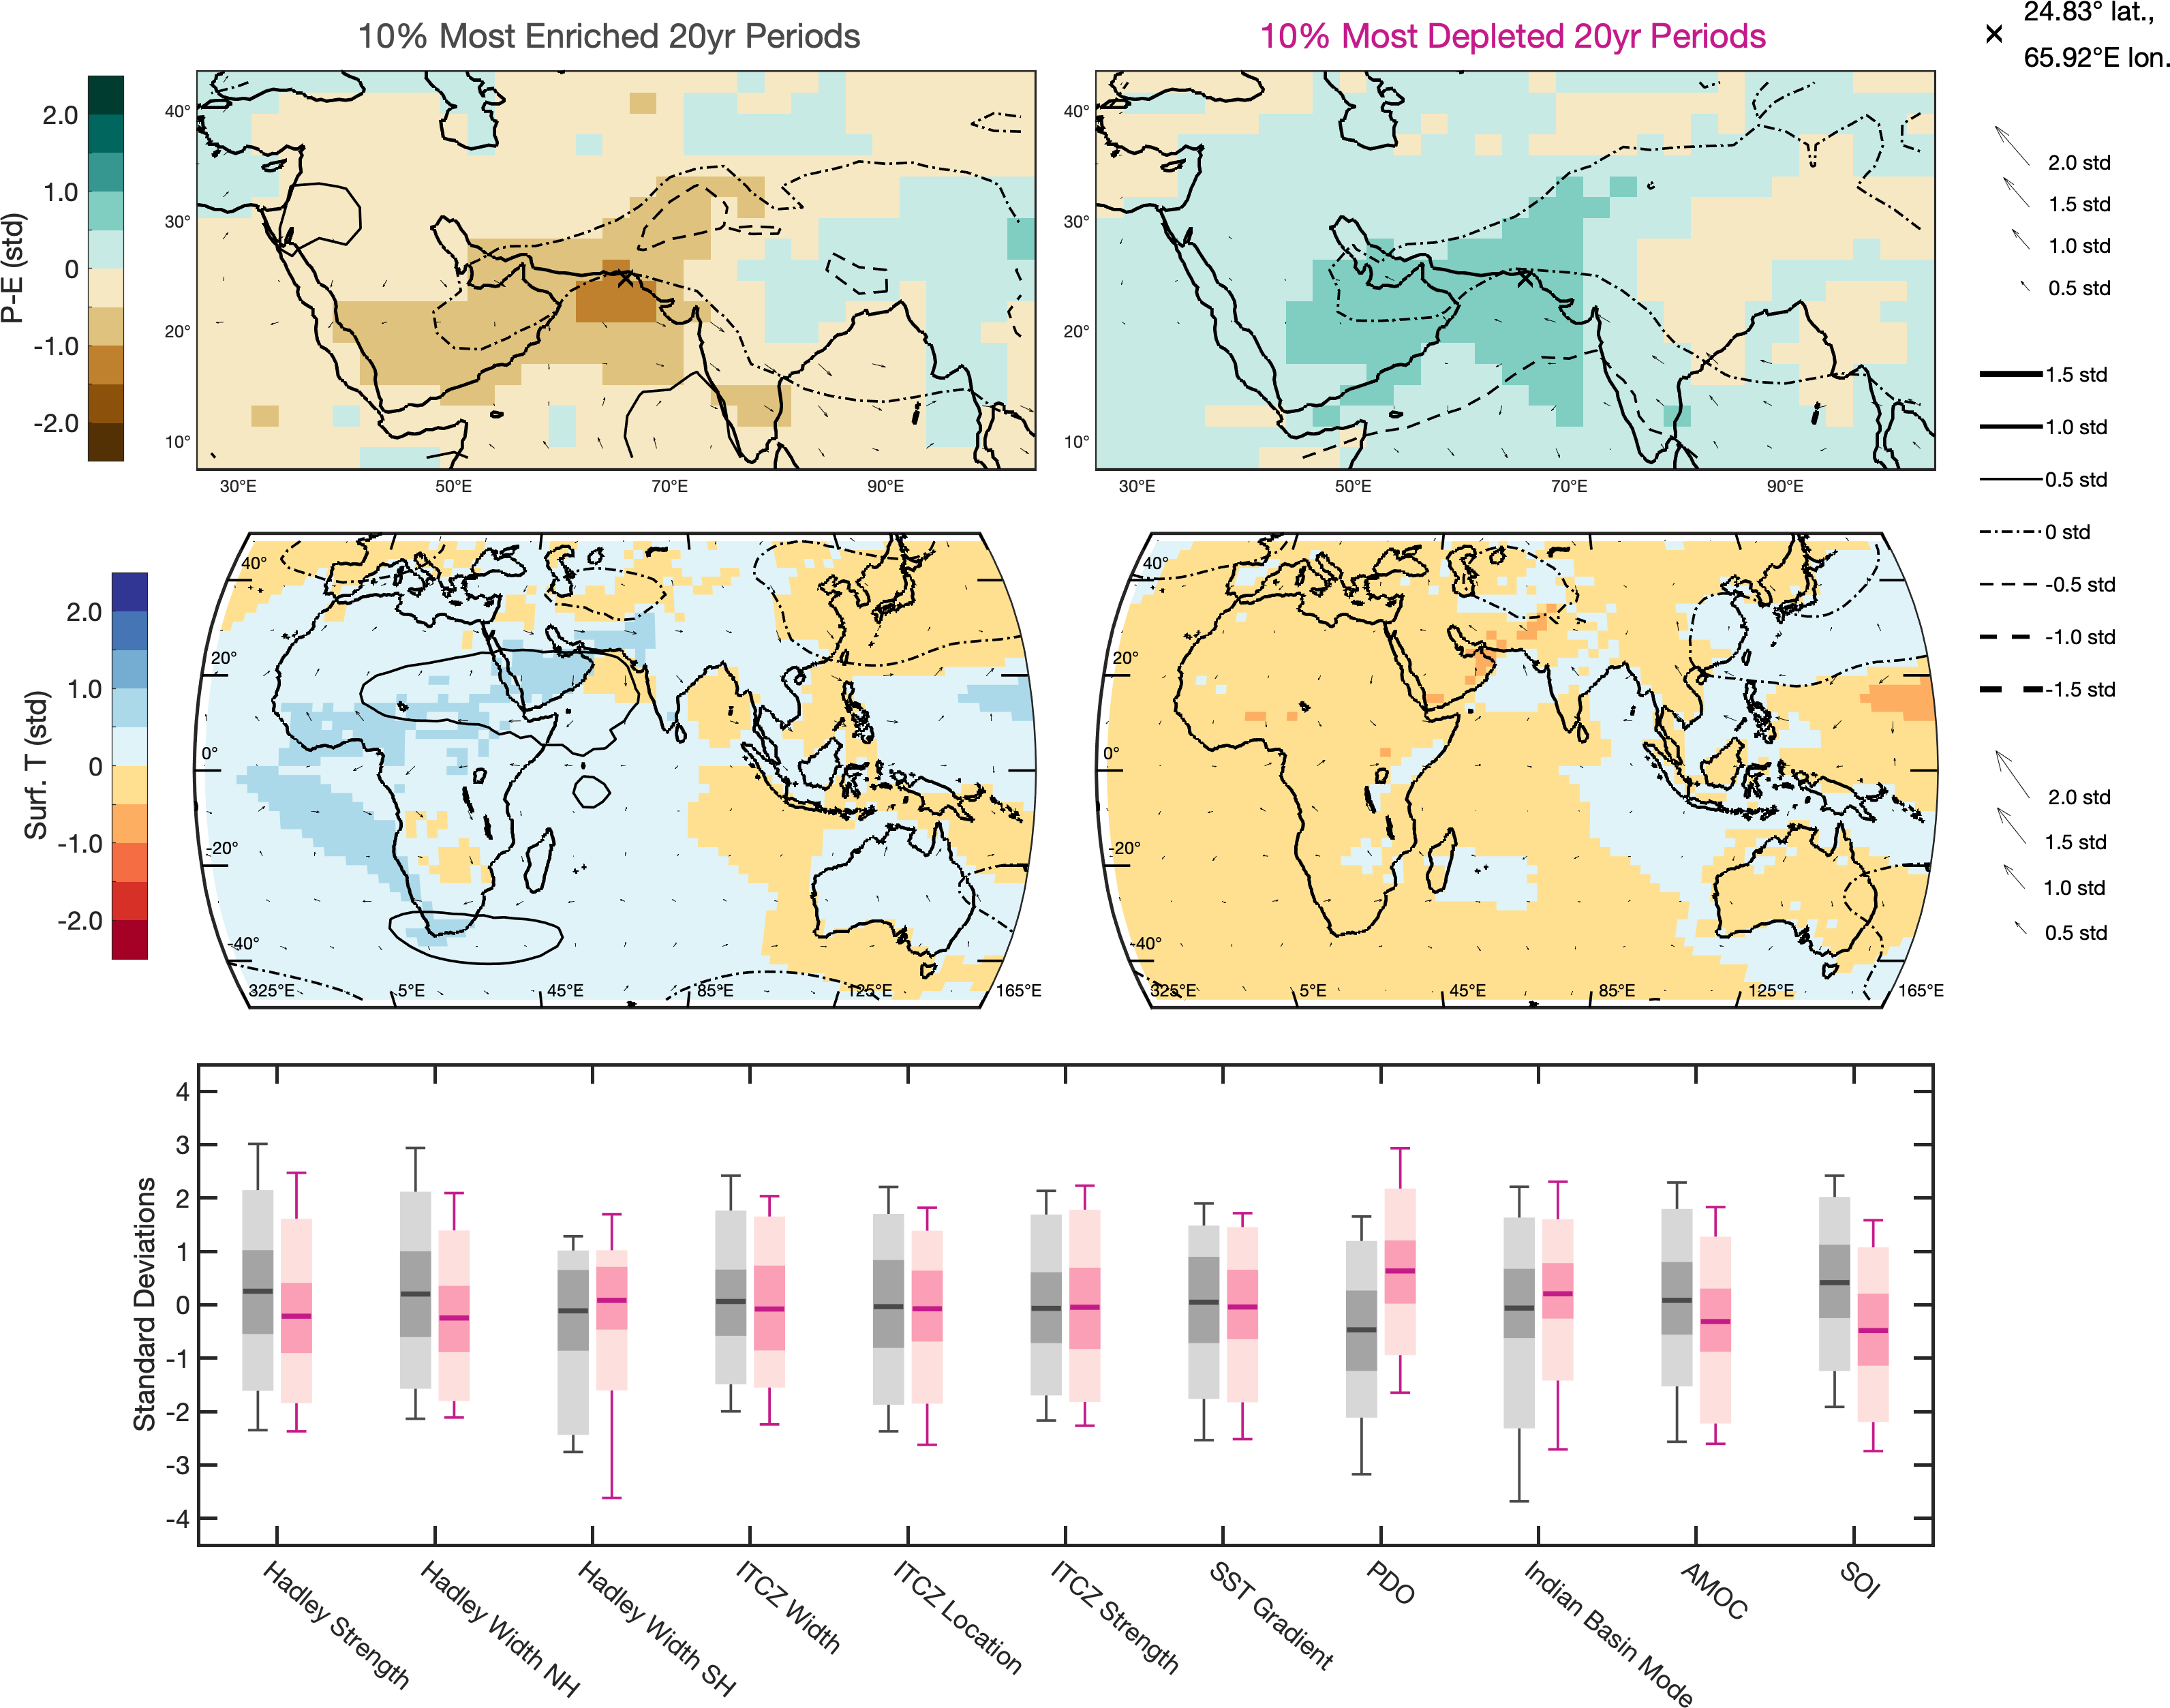 10% Most Enriched 20yr Periods
10% Most Depleted 20yr Periods
24.83° lat.,
65.92°E lon.
P-E (std)
2.0
1.0
0
-1.0
-2.0
40°
30°
20°
10°
30°E
50°E
70°E
90°E
40°
30°
20°
10°
30°E
50°E
70°E
90°E
2.0 std
1.5 std
1.0 std
0.5 std
1.5 std
1.0 std
0.5 std
0 std
-0.5 std
-1.0 std
-1.5 std
Surf. T (std)
2.0
1.0
0
-1.0
-2.0
40°
20°
0°
-20°
-40°
325°E
5°E
45°E
85°E
125°E
165°E
40°
20°
0°
-20°
-40°
325°E
5°E
45°E
85°E
125°E
165°E
2.0 std
1.5 std
1.0 std
0.5 std
Standard Deviations
4
3
2
1
0
-1
-2
-3
-4
Hadley Strength
Hadley Width NH
Hadley Width SH
ITCZ Width
ITCZ Location
ITCZ Strength
SST Gradient
PDO
Indian Basin Mode
AMOC
SOI